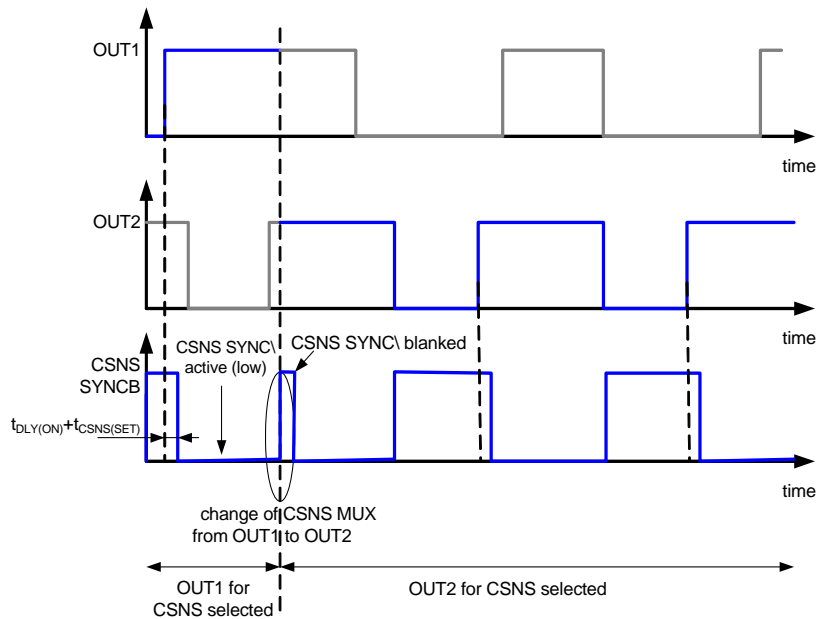 OUT1
time
OUT2
time
CSNS
SYNCB
CSNS SYNC\
active (low)
CSNS SYNC\ blanked
tDLY(ON)+tCSNS(SET)
time
change of CSNS MUX
from OUT1 to OUT2
OUT1 for
CSNS selected
OUT2 for CSNS selected